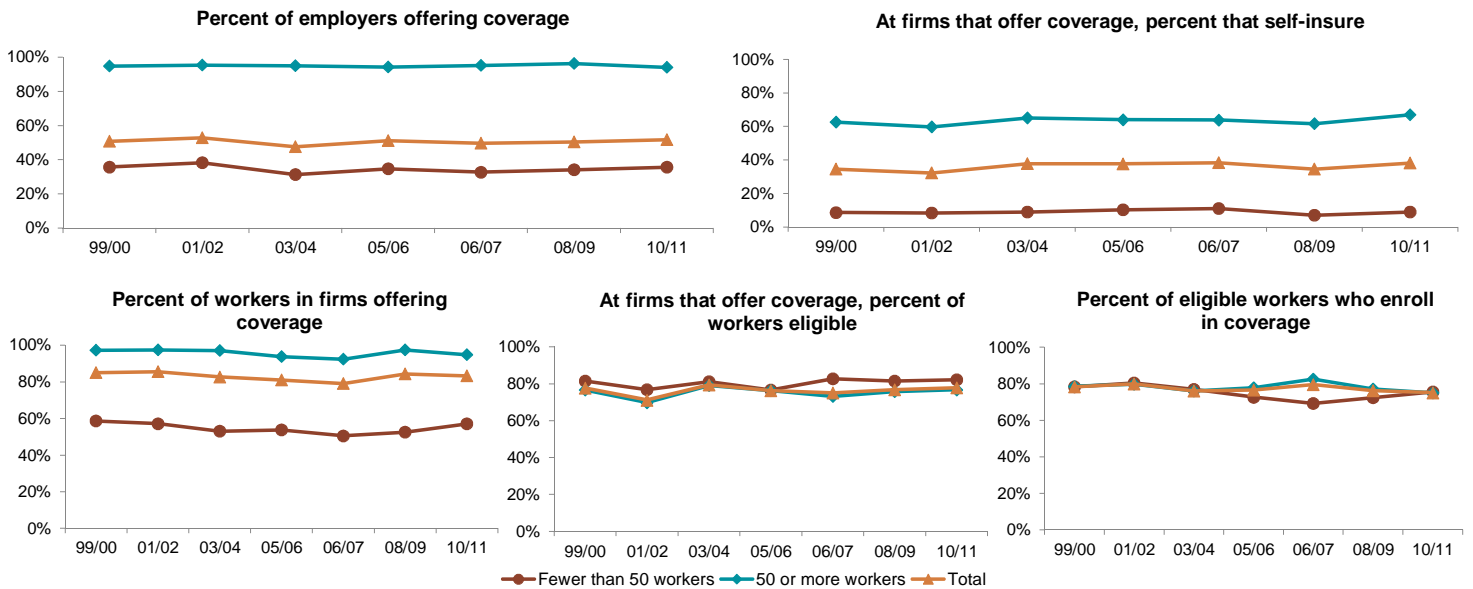 Percent of employers offering coverage
100%
80%
60%
40%
20%
0%
99/00 01/02 03/04 05/06 06/07 08/09 10/11
At firms that offer coverage, percent that self-insure
100%
80%
60%
40%
20%
0%
99/00 01/02 03/04 05/06 06/07 08/09 10/11
Percent of workers in firms offering
coverage
100%
80%
60%
40%
20%
0%
99/00 01/02 03/04 05/06 06/07 08/09 10/11
At firms that offer coverage, percent of
workers eligible
100%
80%
60%
40%
20%
0%
99/00 01/02 03/04 05/06 06/07 08/09 10/11
Percent of eligible workers who enroll
in coverage
100%
80%
60%
40%
20%
0%
99/00 01/02 03/04 05/06 06/07 08/09 10/11
Fewer than 50 workers 50 or more workers Total